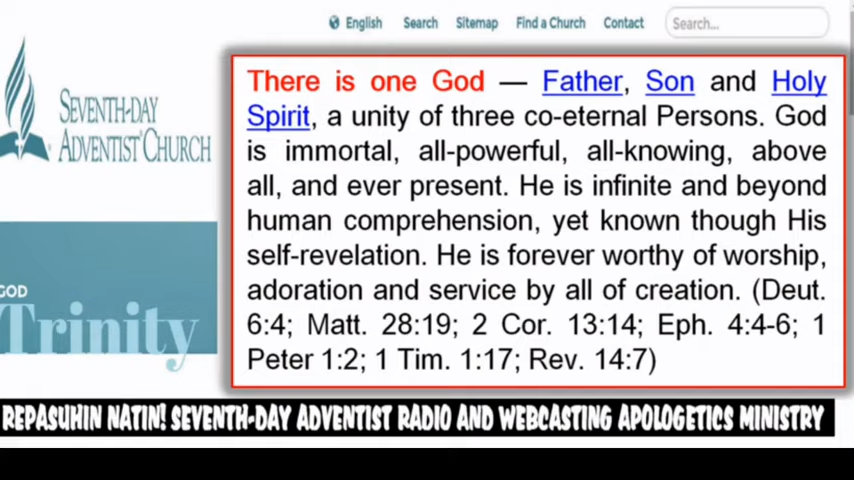 English Search Sitemap Find a Church Contact Search...
SEVENTH-DAY
ADVENTIST CHURCH
There is one God — Father, Son and Holy
Spirit, a unity of three co-eternal Persons. God
is immortal, all-powerful, all-knowing, above
all, and ever present. He is infinite and beyond
human comprehension, yet known though His
self-revelation. He is forever worthy of worship,
adoration and service by all of creation. (Deut.
6:4; Matt. 28:19; 2 Cor. 13:14; Eph. 4:4-6; 1
Peter 1:2; 1 Tim. 1:17; Rev. 14:7)
GOD
Trinity
REPASUHIN NATIN! SEVENTH-DAY ADVENTIST RADIO AND WEBCASTING APOLOGETICS MINISTRY